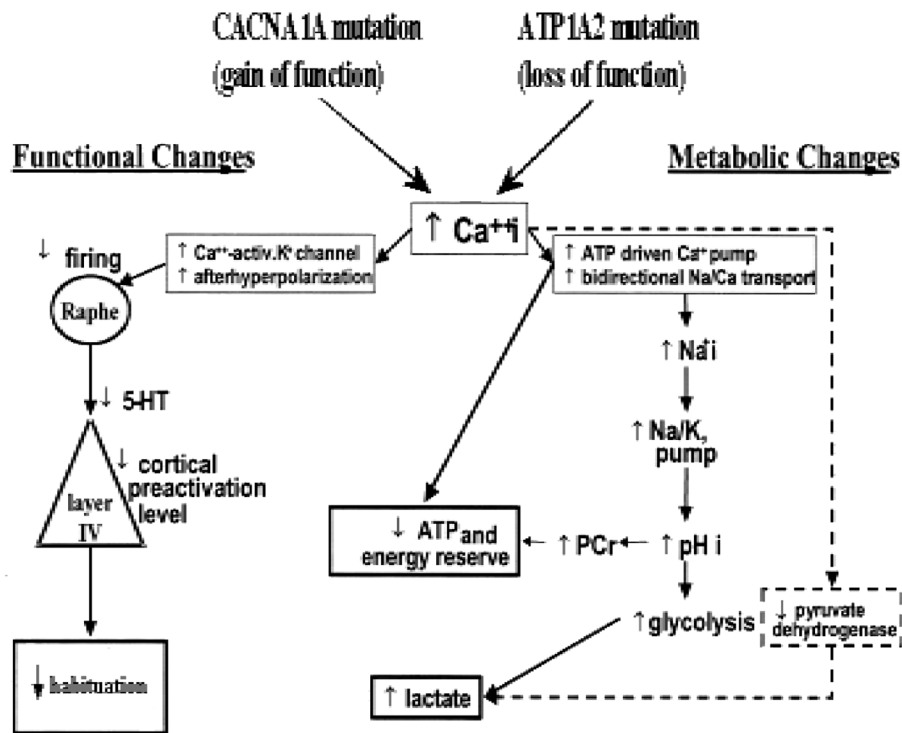 CACNA1A mutation
(gain of function)
ATP1A2 mutation
(loss of function)
Functional Changes
Metabolic Changes
↑ Ca⁺⁺i
↓ firing
Raphe
↑ Ca⁺⁺-activ.K⁺ channel
↑ afterhyperpolarization
↑ ATP driven Ca⁺ pump
↑ bidirectional Na/Ca transport
↑ Na⁺i
↓ 5-HT
↑ Na/K,
pump
↓ cortical
preactivation
level
layer
IV
↓ ATP and
energy reserve
↑ PCr
↑ pH i
↑ glycolysis
↓ pyruvate
dehydrogenase
↓ habituation
↑ lactate